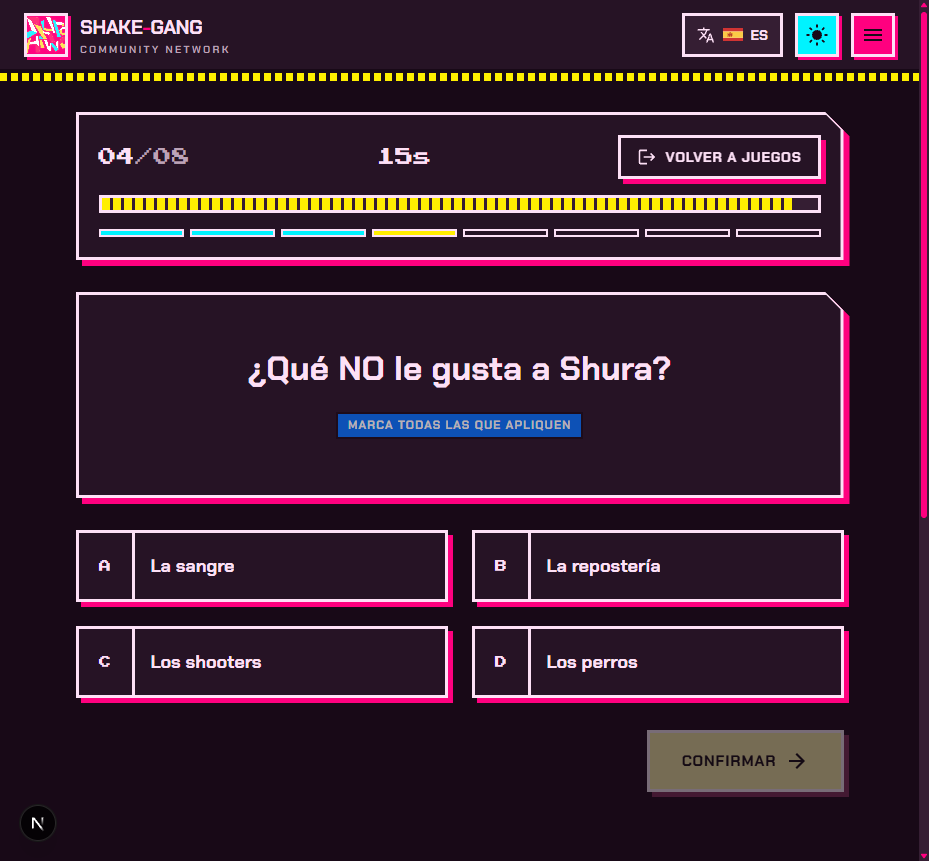 SHAKE-GANG
COMMUNITY NETWORK
ES
04/08
15s
VOLVER A JUEGOS
¿Qué NO le gusta a Shura?
MARCA TODAS LAS QUE APLIQUEN
A La sangre
B La repostería
C Los shooters
D Los perros
CONFIRMAR
N